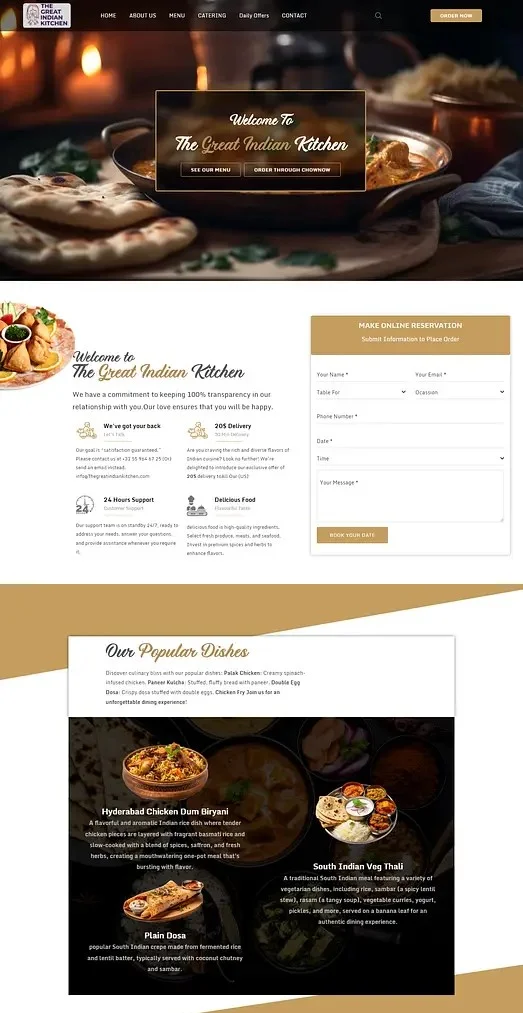 THE
GREAT
INDIAN
KITCHEN
HOME
ABOUT US
MENU
CATERING
Daily Offers
CONTACT
ORDER NOW
Welcome To
The Great Indian Kitchen
SEE OUR MENU
ORDER THROUGH CHOWNOW
Welcome to
The Great Indian Kitchen
We have a commitment to keeping 100% transparency in our
relationship with you.Our love ensures that you will be happy.
We've got your back
Let's Talk
Our goal is "satisfaction guaranteed."
Please contact us at
send an email instead,
info@thegreatindiankitchen.com
20$ Delivery
Delivery
Are you craving the rich and diverse flavors of
Indian cuisine? Look no further! We're
delighted to introduce our exclusive offer of
20$ delivery to All Over (US)
24 Hours Support
Customer Support
Our support team is on standby 24/7, ready to
address your needs, answer your questions,
and provide assistance whenever you require
it.
Delicious Food
Flavorful Taste
delicious food is high-quality ingredients.
Select fresh produce, meats, and seafood.
Invest in premium spices and herbs to
enhance flavors.
MAKE ONLINE RESERVATION
Submit Information to Place Order
Your Name *
Your Email *
Table For
Ocassion
Phone Number *
Date *
Time
Your Message *
BOOK YOUR DATE
Our Popular Dishes
Discover culinary bliss with our popular dishes: Palak Chicken: Creamy spinach-
infused chicken. Paneer Kulcha: Stuffed, fluffy bread with paneer. Double Egg
Dosa: Crispy dosa stuffed with double eggs. Chicken Fry Join us for an
unforgettable dining experience!
Hyderabad Chicken Dum Biryani
A flavorful and aromatic Indian rice dish where tender
chicken pieces are layered with fragrant basmati rice and
slow-cooked with a blend of spices, saffron, and fresh
herbs, creating a mouthwatering one-pot meal that's
bursting with flavor.
South Indian Veg Thali
A traditional South Indian meal featuring a variety of
vegetarian dishes, including rice, sambar (a spicy lentil
stew), rasam (a tangy soup), vegetable curries, yogurt,
pickles, and more, served on a banana leaf for an
authentic dining experience.
Plain Dosa
popular South Indian crepe made from fermented rice
and lentil batter, typically served with coconut chutney
and sambar.